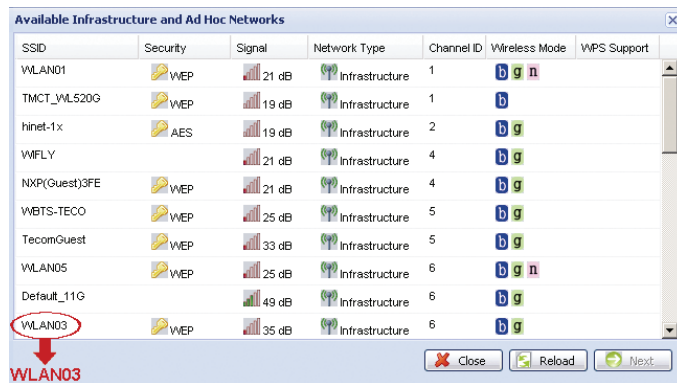 Available Infrastructure and Ad Hoc Networks
SSID Security Signal Network Type Channel ID Wireless Mode WPS Support
WLAN01 WEP 21 dB Infrastructure 1 b g n
TMCT_WL520G WEP 19 dB Infrastructure 1 b
hinet-1x AES 19 dB Infrastructure 2 b g
WIFLY 21 dB Infrastructure 4 b g
NXP(Guest)3FE WEP 21 dB Infrastructure 4 b g
WBTS-TECO WEP 25 dB Infrastructure 5 b g
TecomGuest WEP 33 dB Infrastructure 5 b g
WLAN05 WEP 25 dB Infrastructure 6 b g n
Default_11G 49 dB Infrastructure 6 b g
WLAN03 WEP 35 dB Infrastructure 6 b g
Close Reload Next
WLAN03